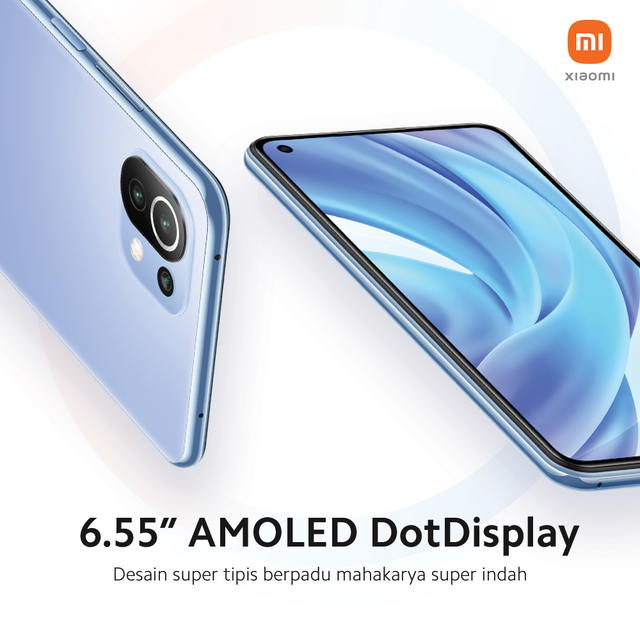 mi
xiaomi
6.55” AMOLED DotDisplay
Desain super tipis berpadu mahakarya super indah